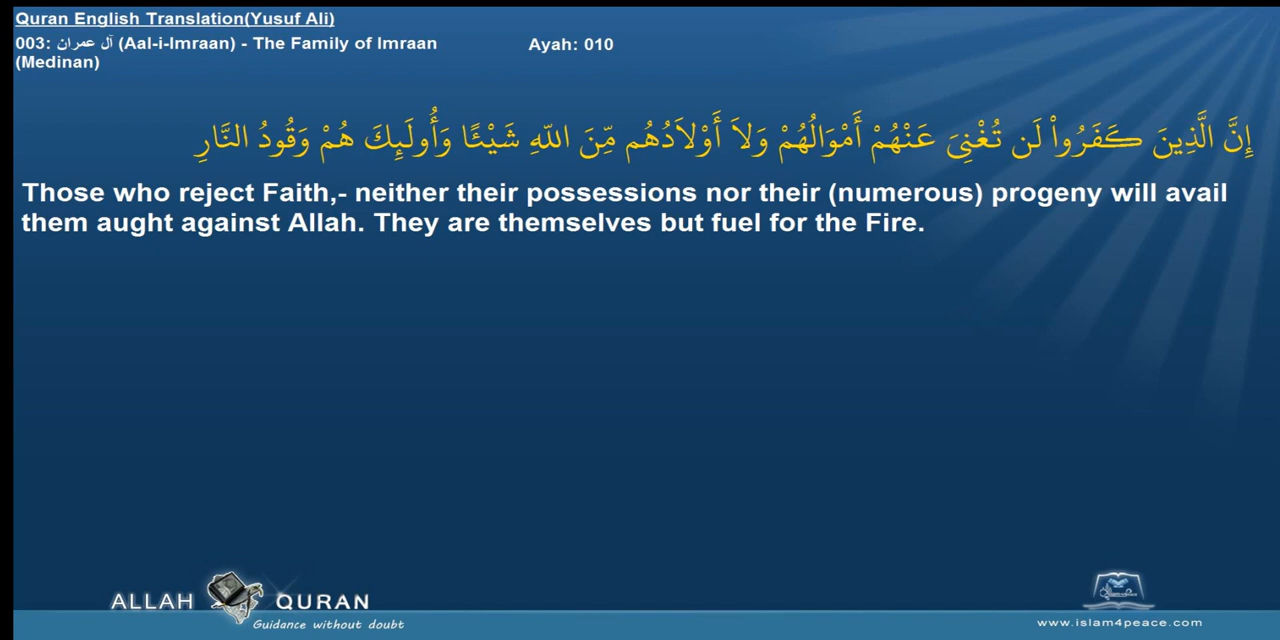 Quran English Translation(Yusuf Ali)
003: آل عمران (Aal-i-Imraan) - The Family of Imraan
(Medinan)
Ayah: 010
إِنَّ الَّذِينَ كَفَرُواْ لَن تُغْنِىَ عَنْهُمْ أَمْوَالُهُمْ وَلاَ أَوْلاَدُهُم مِّنَ اللّهِ شَيْئًا وَأُولَئِكَ هُمْ وَقُودُ النَّارِ
Those who reject Faith,- neither their possessions nor their (numerous) progeny will avail
them aught against Allah. They are themselves but fuel for the Fire.
ALLAH QURAN
Guidance without doubt
www.islam4peace.com